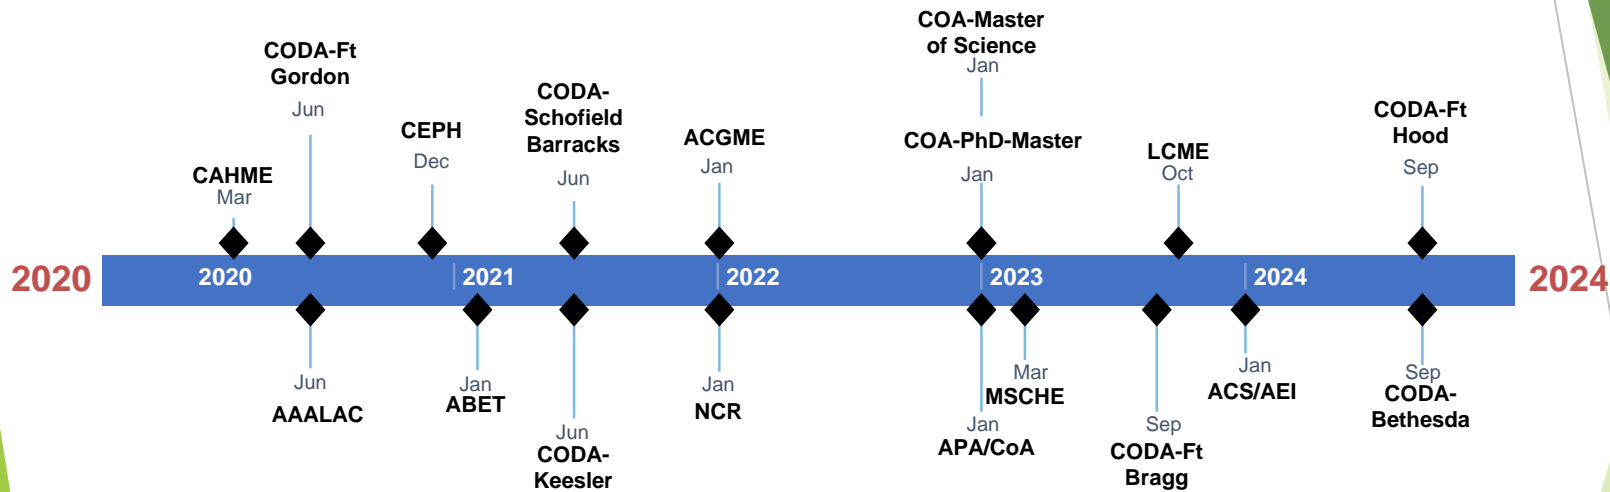 COA-Master
of Science
Jan
CODA-Ft
Gordon
Jun
CODA-
Schofield
Barracks
Jun
CODA-Ft
Hood
Sep
CEPH
Dec
ACGME
Jan
COA-PhD-Master
Jan
LCME
Oct
CAHME
Mar
2020
2020
2021
2022
2023
2024
2024
Jun
AAALAC
Jan
ABET
Jun
CODA-
Keesler
Jan
NCR
Jan
APA/CoA
Mar
MSCHE
Sep
CODA-Ft
Bragg
Jan
ACS/AEI
Sep
CODA-
Bethesda